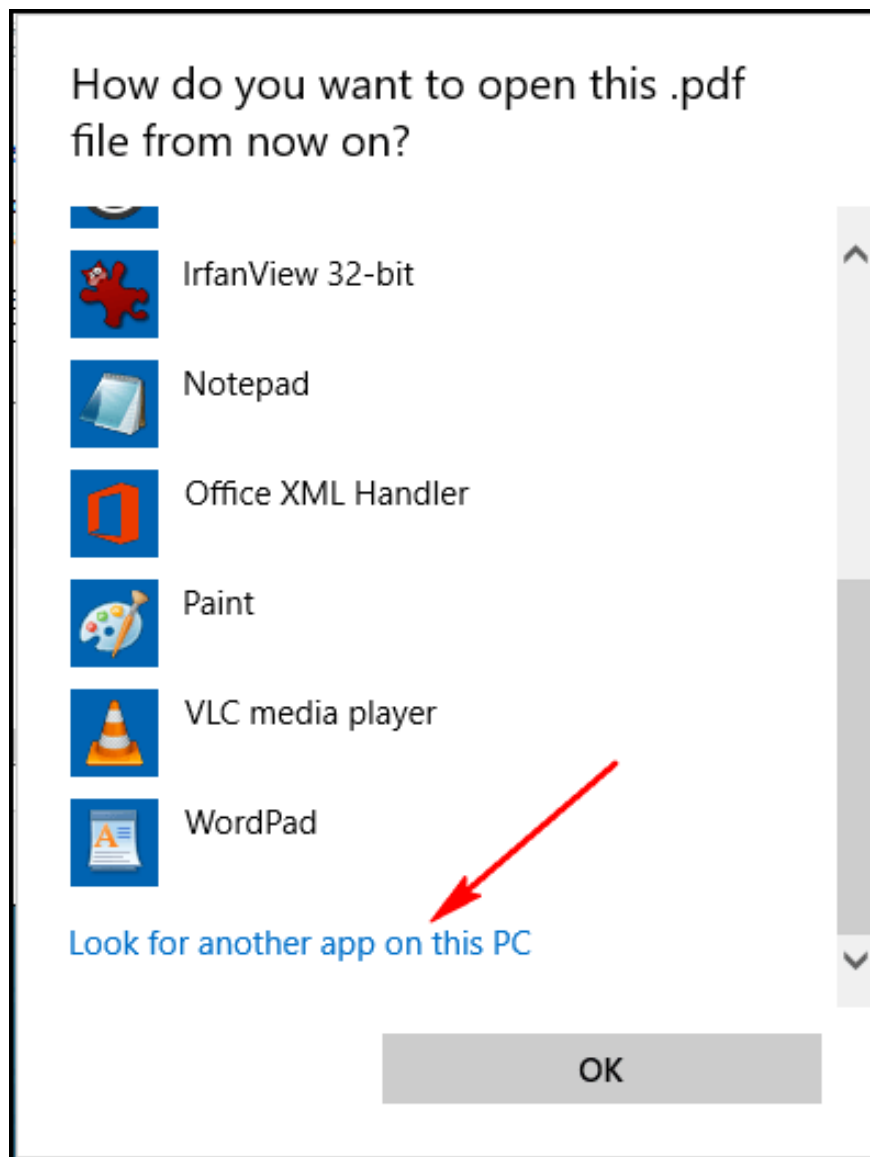 How do you want to open this .pdf
file from now on?
IrfanView 32-bit
Notepad
Office XML Handler
Paint
VLC media player
WordPad
Look for another app on this PC
OK